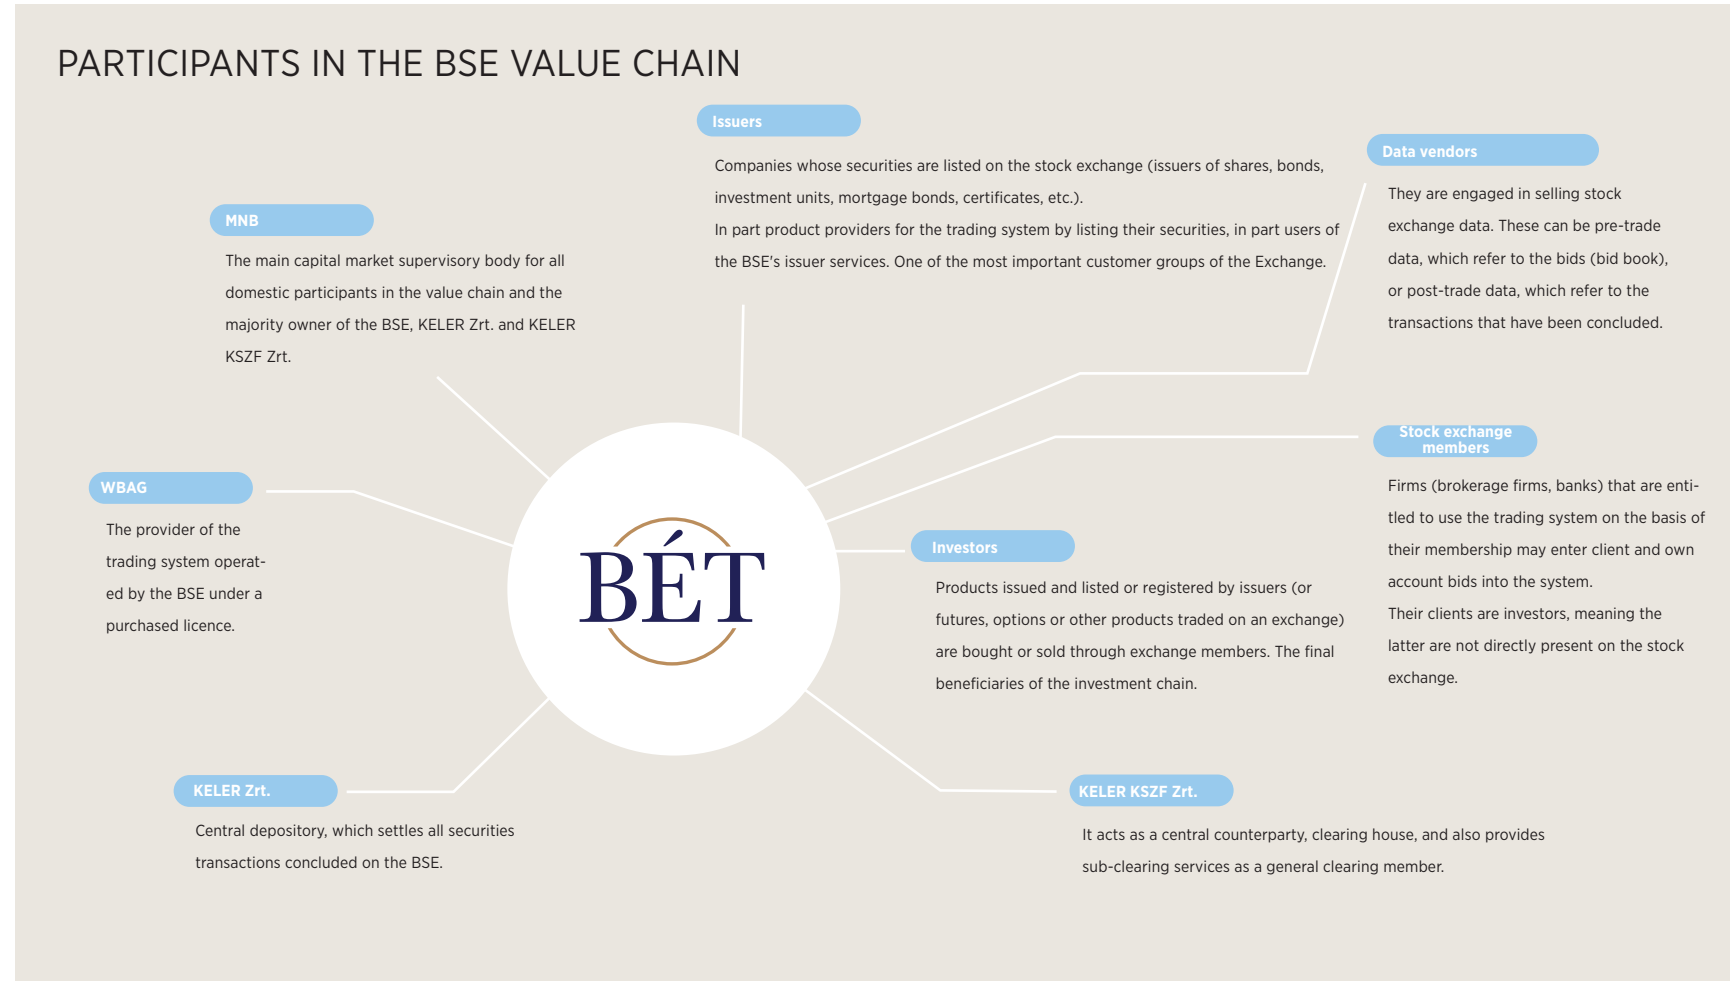 PARTICIPANTS IN THE BSE VALUE CHAIN
Issuers
Companies whose securities are listed on the stock exchange (issuers of shares, bonds,
investment units, mortgage bonds, certificates, etc.).
In part product providers for the trading system by listing their securities, in part users of
the BSE's issuer services. One of the most important customer groups of the Exchange.
Data vendors
They are engaged in selling stock
exchange data. These can be pre-trade
data, which refer to the bids (bid book),
or post-trade data, which refer to the
transactions that have been concluded.
MNB
The main capital market supervisory body for all
domestic participants in the value chain and the
majority owner of the BSE, KELER Zrt. and KELER
KSZF Zrt.
Stock exchange
members
Firms (brokerage firms, banks) that are enti-
tled to use the trading system on the basis of
their membership may enter client and own
account bids into the system.
Their clients are investors, meaning the
latter are not directly present on the stock
exchange.
WBAG
The provider of the
trading system operat-
ed by the BSE under a
purchased licence.
BÉT
Investors
Products issued and listed or registered by issuers (or
futures, options or other products traded on an exchange)
are bought or sold through exchange members. The final
beneficiaries of the investment chain.
KELER Zrt.
Central depository, which settles all securities
transactions concluded on the BSE.
KELER KSZF Zrt.
It acts as a central counterparty, clearing house, and also provides
sub-clearing services as a general clearing member.